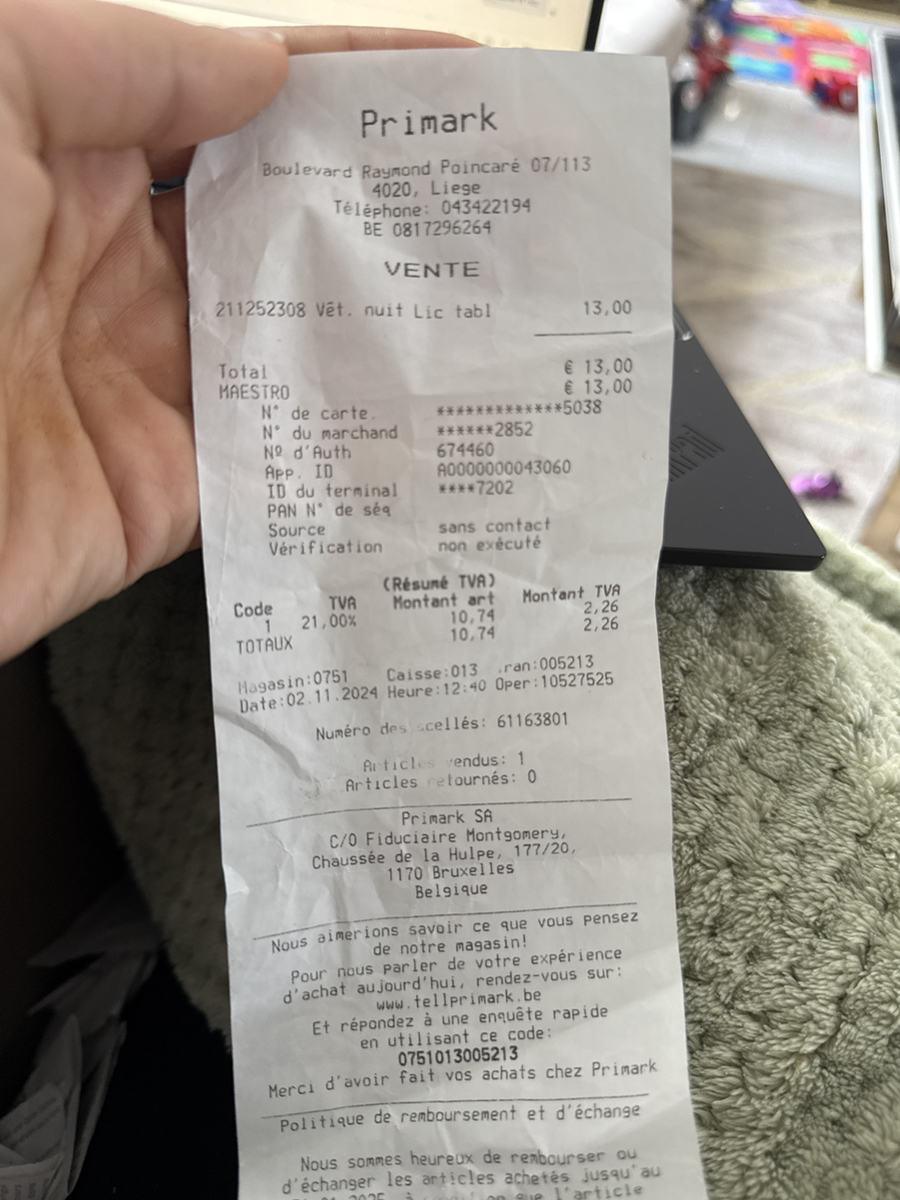 Primark
Boulevard Raymond Poincaré 07/113
4020, Liege
Téléphone: 043422194
BE 0817296264
VENTE
211252308 Vêt. nuit Lic tabl 13,00
Total € 13,00
MAESTRO € 13,00
N° de carte. *************5038
N° du marchand ******2852
Nº d'Auth 674460
App. ID A0000000043060
ID du terminal ****7202
PAN N° de séq
Source sans contact
Vérification non exécuté
(Résumé TVA)
Code TVA Montant art Montant TVA
1 21,00% 10,74 2,26
TOTAUX 10,74 2,26
Magasin:0751 Caisse:013 ran:005213
Date:02.11.2024 Heure:12:40 Oper:10527525
Numéro des scellés: 61163801
Articles vendus: 1
Articles retournés: 0
Primark SA
C/O Fiduciaire Montgomery,
Chaussée de la Hulpe, 177/20,
1170 Bruxelles
Belgique
Nous aimerions savoir ce que vous pensez
de notre magasin!
Pour nous parler de votre expérience
d'achat aujourd'hui, rendez-vous sur:
www.tellprimark.be
Et répondez à une enquête rapide
en utilisant ce code:
0751013005213
Merci d'avoir fait vos achats chez Primark
Politique de remboursement et d'échange
Nous sommes heureux de rembourser ou
d'échanger les articles achetés jusqu'au
2025, à que l'article